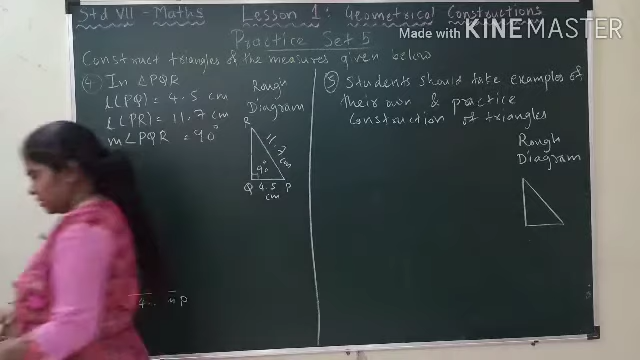 Std VII - Maths Lesson 1: Geometrical Constructions
Made with KINEMASTER
Practice Set 5
Construct triangles of the measures given below
(4) In △PQR
l(PQ) = 4.5 cm
l(PR) = 11.7 cm
m∠PQR = 90°
Rough
Diagram
R
11.7
cm
90°
Q 4.5 P
cm
(5) Students should take examples of
their own & practice
construction of triangles
Rough
Diagram